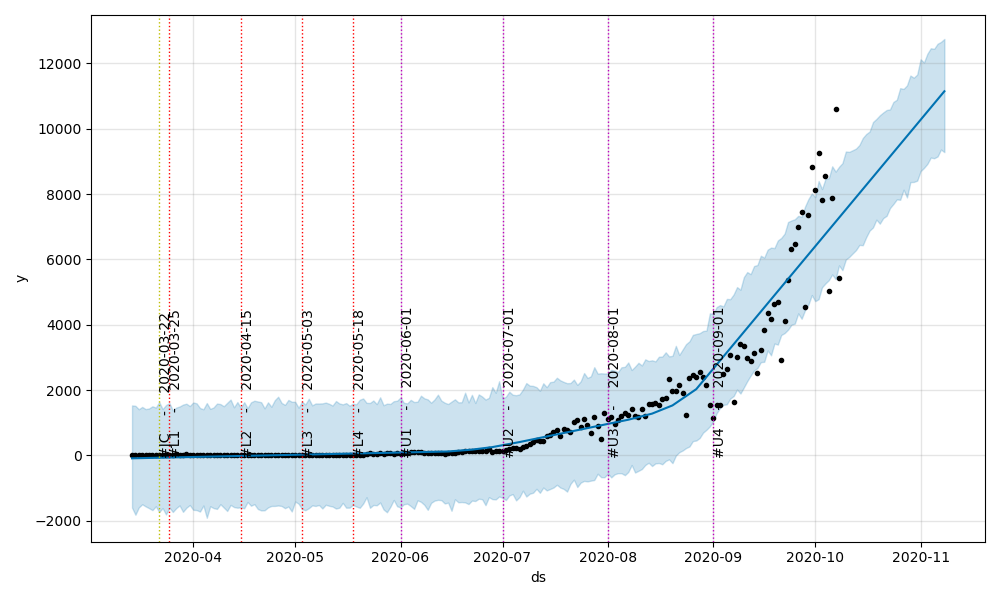 12000
10000
8000
6000
4000
2000
0
−2000
y
#JC - 2020-03-22
#L1 - 2020-03-25
#L2 - 2020-04-15
#L3 - 2020-05-03
#L4 - 2020-05-18
#U1 - 2020-06-01
#U2 - 2020-07-01
#U3 - 2020-08-01
#U4 - 2020-09-01
2020-04
2020-05
2020-06
2020-07
2020-08
2020-09
2020-10
2020-11
ds